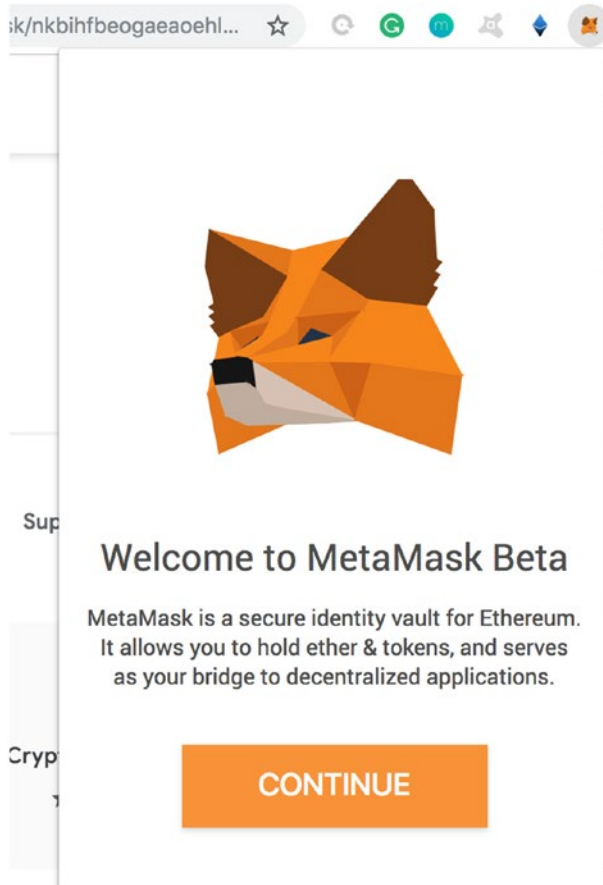 sk/nkbihfbeogaeaoehl...
Sup
Welcome to MetaMask Beta
MetaMask is a secure identity vault for Ethereum.
It allows you to hold ether & tokens, and serves
as your bridge to decentralized applications.
Cryp
CONTINUE